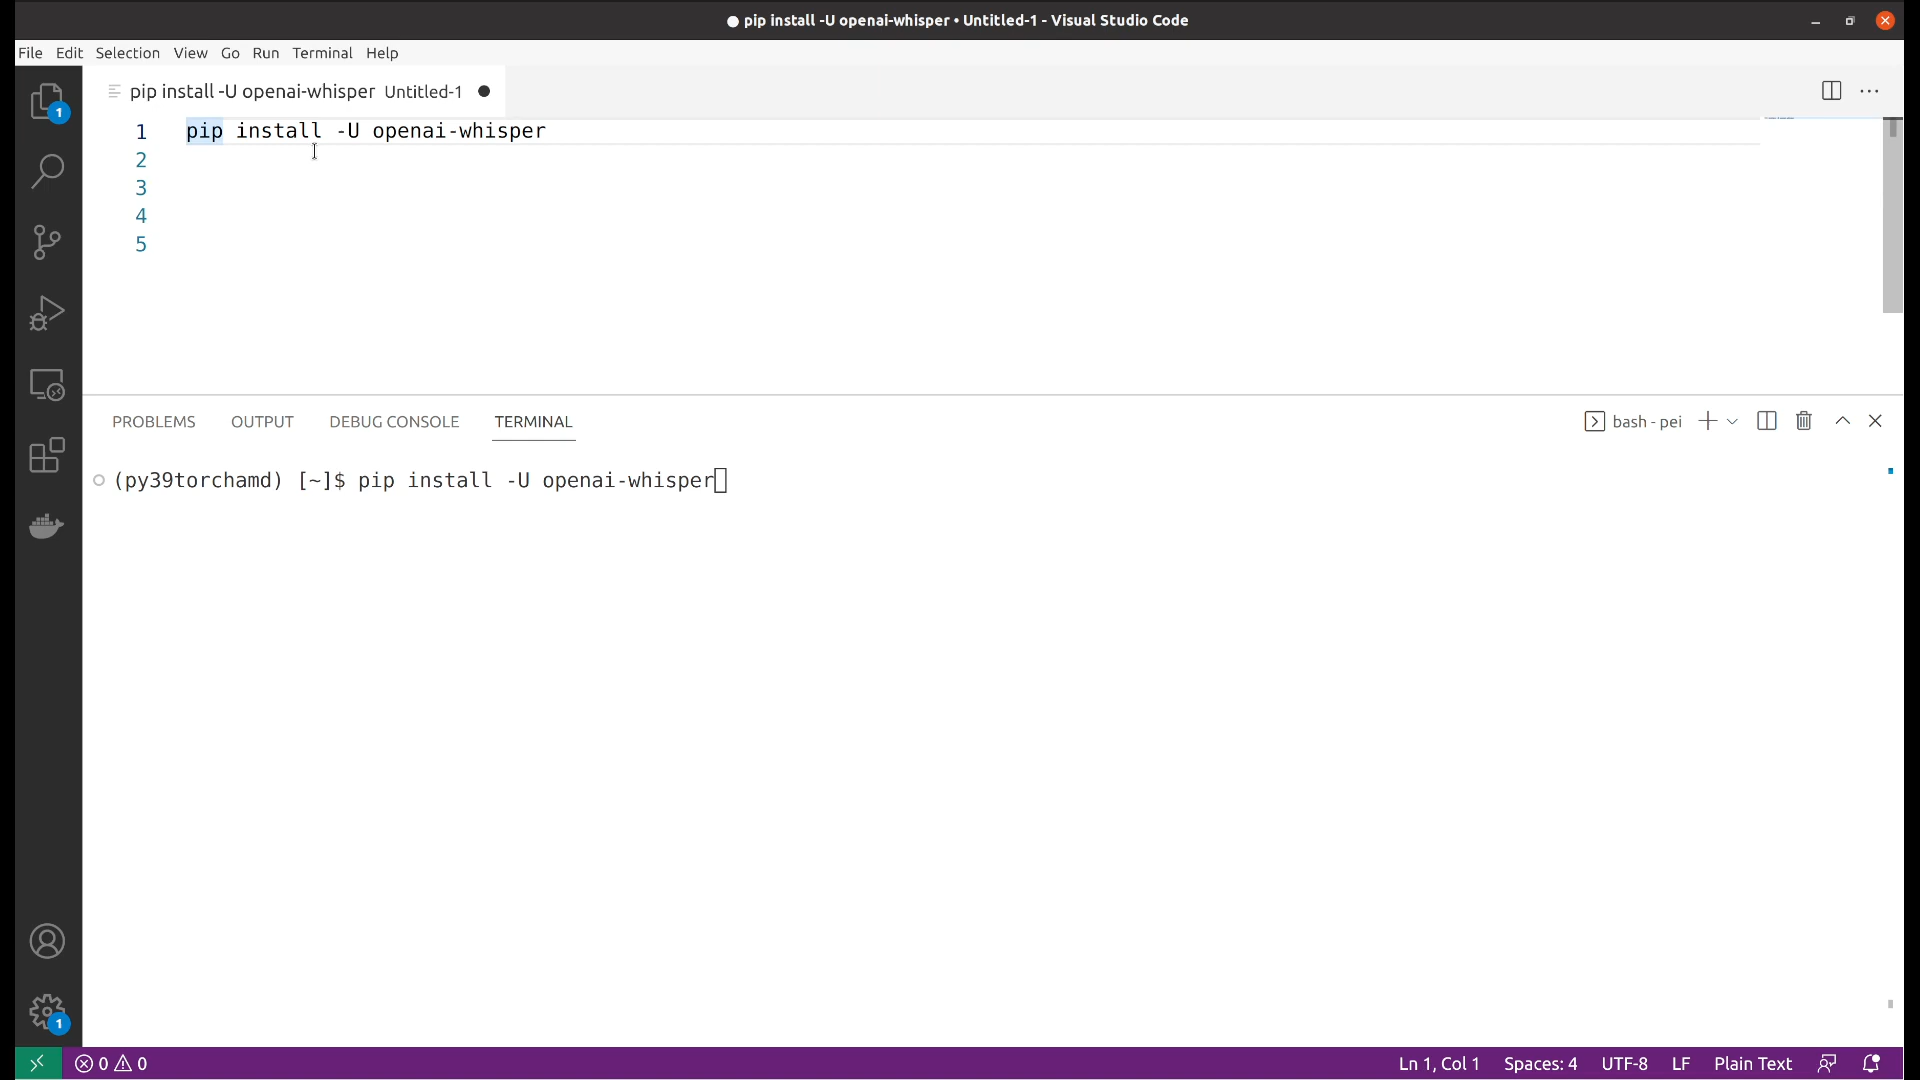 pip install -U openai-whisper • Untitled-1 - Visual Studio Code
File Edit Selection View Go Run Terminal Help
1
pip install -U openai-whisper Untitled-1
1 pip install -U openai-whisper
2
3
4
5
PROBLEMS OUTPUT DEBUG CONSOLE TERMINAL bash - pei
(py39torchamd) [~]$ pip install -U openai-whisper
1
0 0 Ln 1, Col 1 Spaces: 4 UTF-8 LF Plain Text